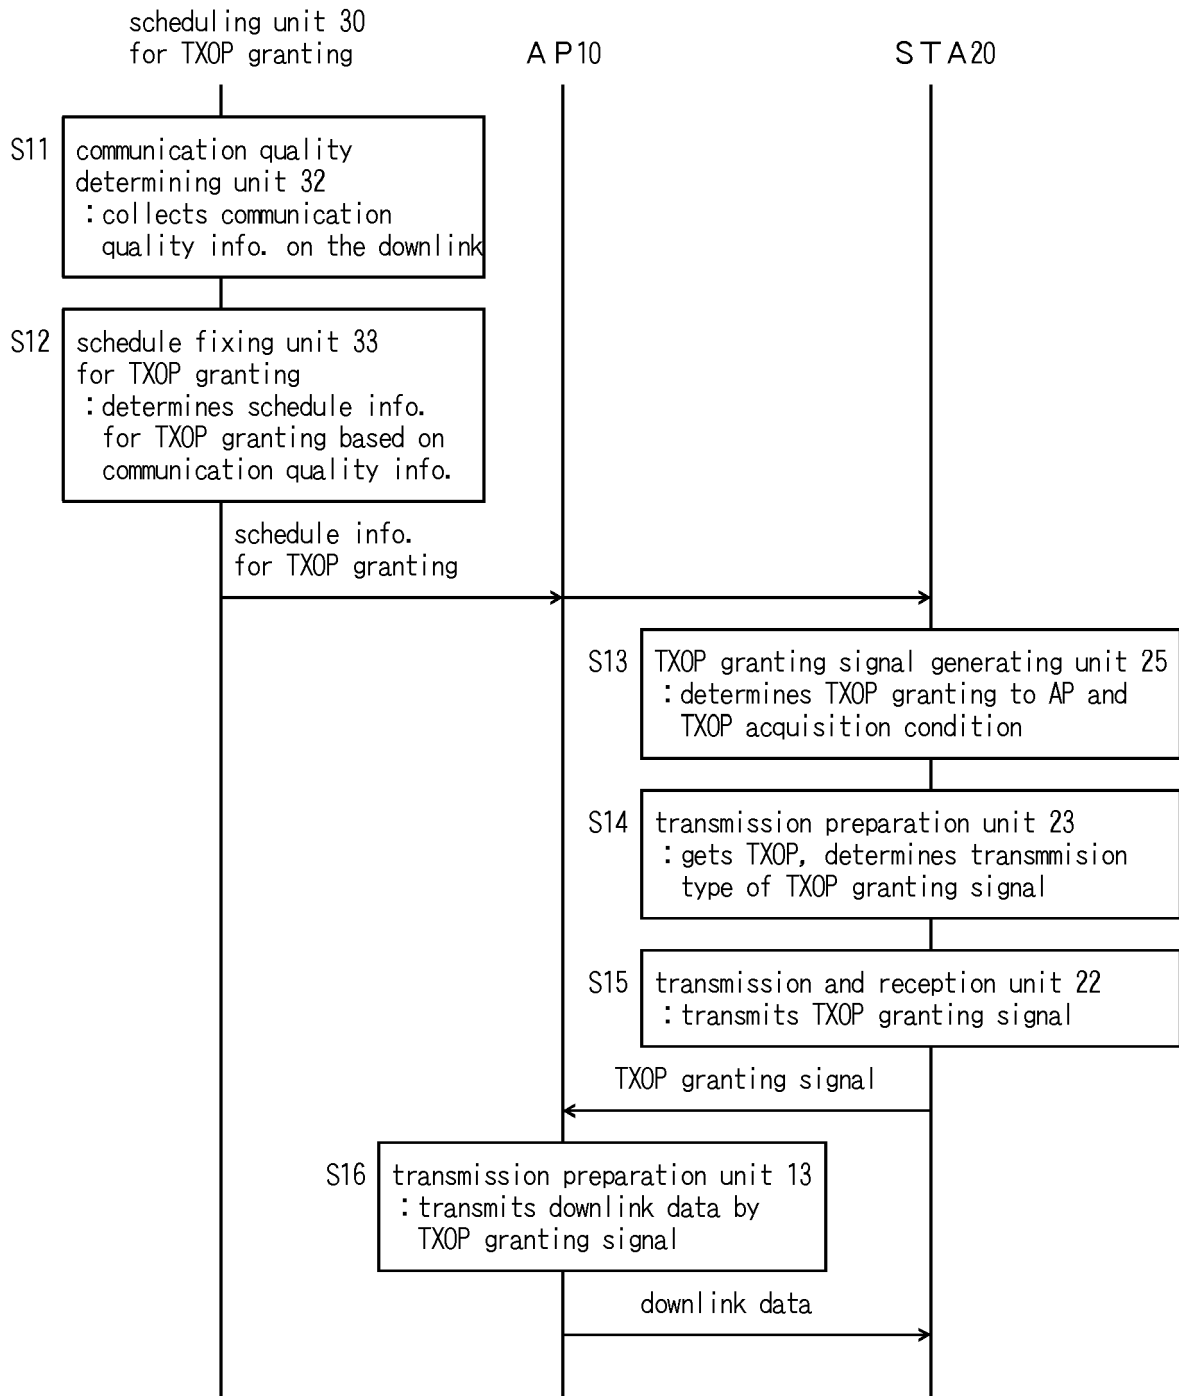 scheduling unit 30
for TXOP granting
AP10
STA20
S11
communication quality
determining unit 32
:collects communication
quality info. on the downlink
S12
schedule fixing unit 33
for TXOP granting
:determines schedule info.
for TXOP granting based on
communication quality info.
schedule info.
for TXOP granting
S13
TXOP granting signal generating unit 25
:determines TXOP granting to AP and
TXOP acquisition condition
S14
transmission preparation unit 23
:gets TXOP, determines transmmision
type of TXOP granting signal
S15
transmission and reception unit 22
:transmits TXOP granting signal
TXOP granting signal
S16
transmission preparation unit 13
:transmits downlink data by
TXOP granting signal
downlink data